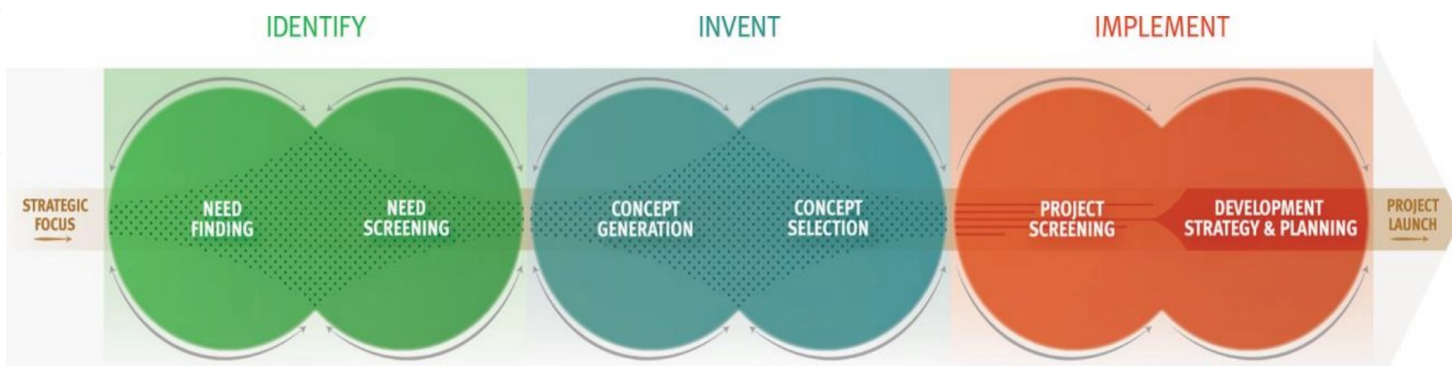 IDENTIFY
INVENT
IMPLEMENT
STRATEGIC
FOCUS
NEED
FINDING
NEED
SCREENING
CONCEPT
GENERATION
CONCEPT
SELECTION
PROJECT
SCREENING
DEVELOPMENT
STRATEGY & PLANNING
PROJECT
LAUNCH